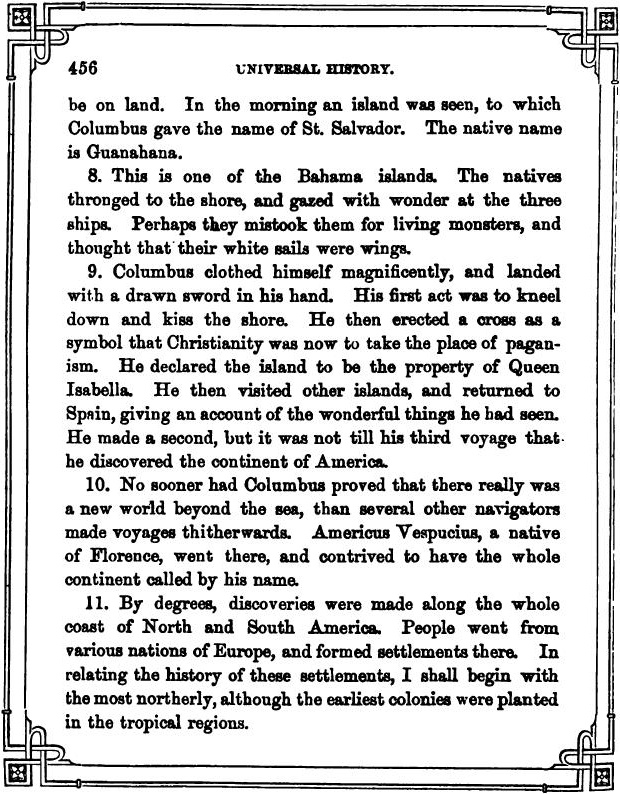 456 UNIVERSAL HISTORY.
be on land. In the morning an island was seen, to which
Columbus gave the name of St. Salvador. The native name
is Guanahana.
8. This is one of the Bahama islands. The natives
thronged to the shore, and gazed with wonder at the three
ships. Perhaps they mistook them for living monsters, and
thought that their white sails were wings.
9. Columbus clothed himself magnificently, and landed
with a drawn sword in his hand. His first act was to kneel
down and kiss the shore. He then erected a cross as a
symbol that Christianity was now to take the place of pagan-
ism. He declared the island to be the property of Queen
Isabella. He then visited other islands, and returned to
Spain, giving an account of the wonderful things he had seen.
He made a second, but it was not till his third voyage that
he discovered the continent of America.
10. No sooner had Columbus proved that there really was
a new world beyond the sea, than several other navigators
made voyages thitherwards. Americus Vespucius, a native
of Florence, went there, and contrived to have the whole
continent called by his name.
11. By degrees, discoveries were made along the whole
coast of North and South America. People went from
various nations of Europe, and formed settlements there. In
relating the history of these settlements, I shall begin with
the most northerly, although the earliest colonies were planted
in the tropical regions.